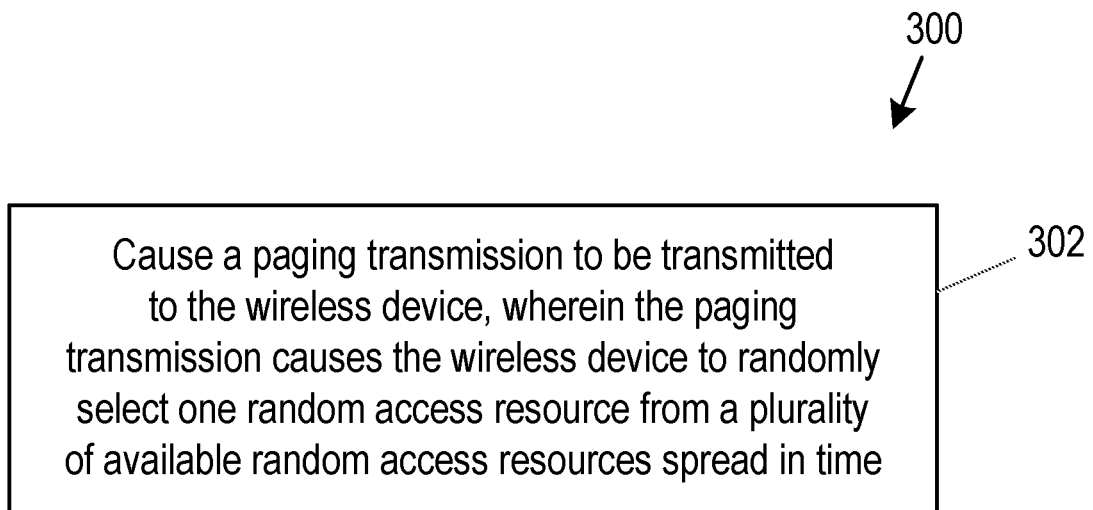 300
302
Cause a paging transmission to be transmitted
to the wireless device, wherein the paging
transmission causes the wireless device to randomly
select one random access resource from a plurality
of available random access resources spread in time